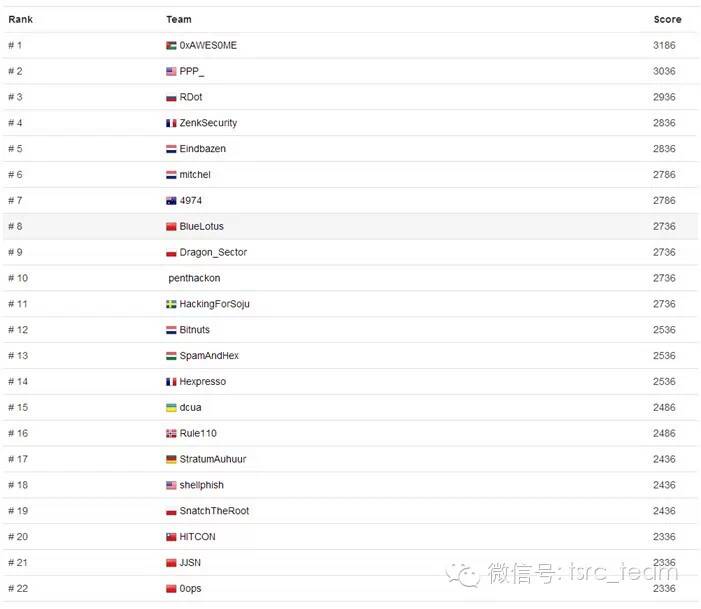 Rank Team Score
# 1 0xAWES0ME 3186
# 2 PPP_ 3036
# 3 RDot 2936
# 4 ZenkSecurity 2836
# 5 Eindbazen 2836
# 6 mitchel 2786
# 7 4974 2786
# 8 BlueLotus 2736
# 9 Dragon_Sector 2736
# 10 penthackon 2736
# 11 HackingForSoju 2736
# 12 Bitnuts 2536
# 13 SpamAndHex 2536
# 14 Hexpresso 2536
# 15 dcua 2486
# 16 Rule110 2486
# 17 StratumAuhuur 2436
# 18 shellphish 2436
# 19 SnatchTheRoot 2436
# 20 HITCON 2336
# 21 JJSN 2336
# 22 0ops 2336
微信号: tsrc_team